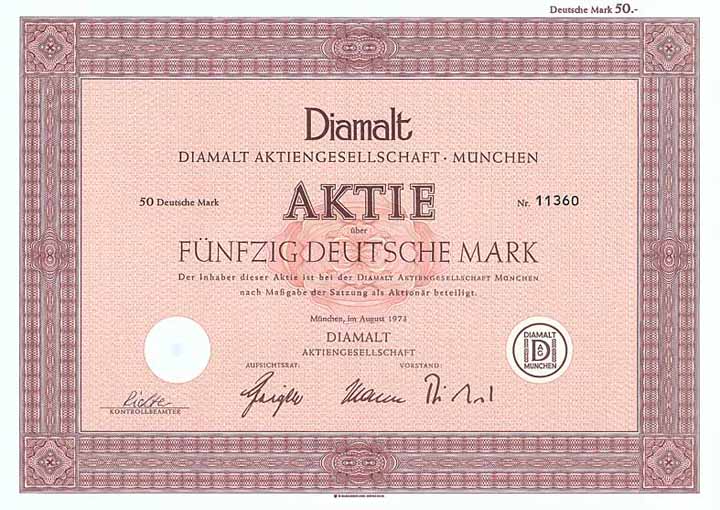 Deutsche Mark 50.-
Diamalt
DIAMALT AKTIENGESELLSCHAFT · MÜNCHEN
50 Deutsche Mark
AKTIE
Nr. 11360
über
FÜNFZIG DEUTSCHE MARK
Der Inhaber dieser Aktie ist bei der DIAMALT AKTIENGESELLSCHAFT MÜNCHEN
nach Maßgabe der Satzung als Aktionär beteiligt.
München, im August 1973
DIAMALT
AKTIENGESELLSCHAFT
AUFSICHTSRAT:
VORSTAND:
DIAMALT
D
AG
MÜNCHEN
Richte
KONTROLLBEAMTER